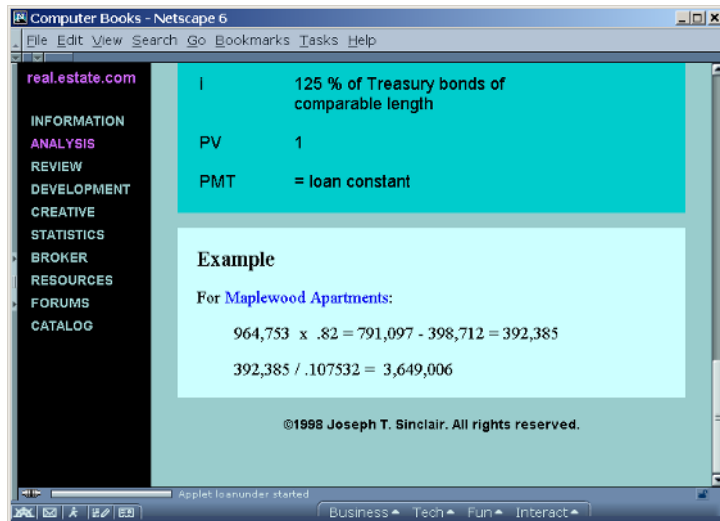 Computer Books - Netscape 6
File Edit View Search Go Bookmarks Tasks Help
real.estate.com
INFORMATION
ANALYSIS
REVIEW
DEVELOPMENT
CREATIVE
STATISTICS
BROKER
RESOURCES
FORUMS
CATALOG
i 125 % of Treasury bonds of
comparable length
PV 1
PMT = loan constant
Example
For Maplewood Apartments:
964,753 x .82 = 791,097 - 398,712 = 392,385
392,385 / .107532 = 3,649,006
©1998 Joseph T. Sinclair. All rights reserved.
Applet loanunder started
Business Tech Fun Interact